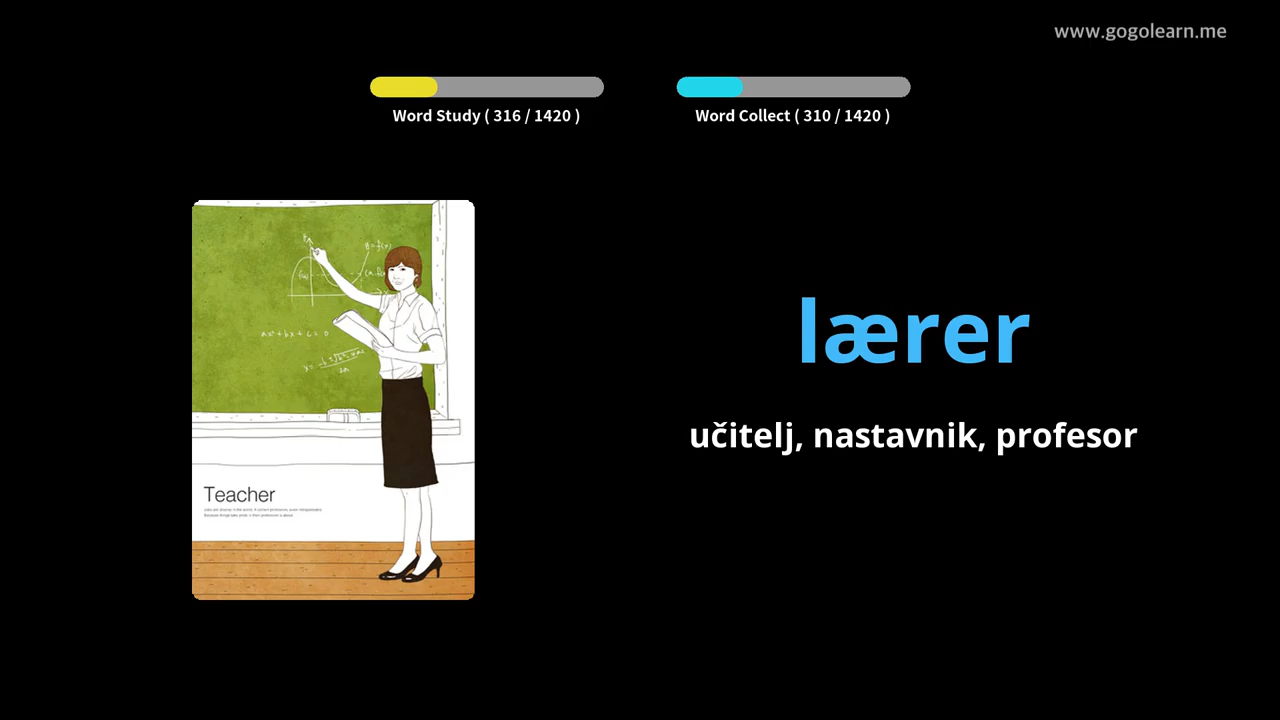 www.gogolearn.me
Word Study ( 316 / 1420 )
Word Collect ( 310 / 1420 )
lærer
učitelj, nastavnik, profesor
Teacher